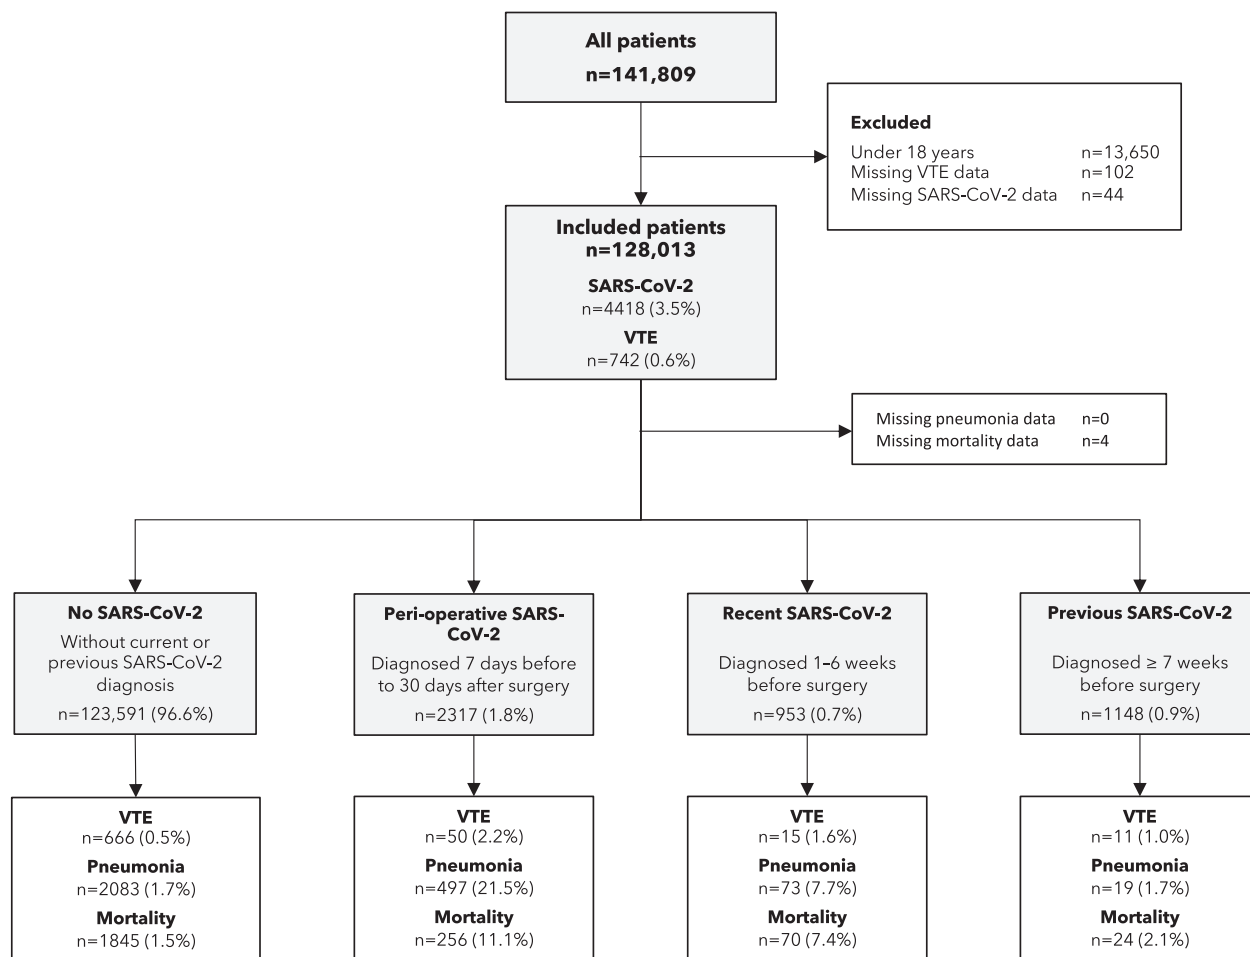 All patients
n=141,809
Excluded
Under 18 years n=13,650
Missing VTE data n=102
Missing SARS-CoV-2 data n=44
Included patients
n=128,013
SARS-CoV-2
n=4418 (3.5%)
VTE
n=742 (0.6%)
Missing pneumonia data n=0
Missing mortality data n=4
No SARS-CoV-2
Without current or
previous SARS-CoV-2
diagnosis
n=123,591 (96.6%)
Peri-operative SARS-
CoV-2
Diagnosed 7 days before
to 30 days after surgery
n=2317 (1.8%)
Recent SARS-CoV-2
Diagnosed 1–6 weeks
before surgery
n=953 (0.7%)
Previous SARS-CoV-2
Diagnosed ≥ 7 weeks
before surgery
n=1148 (0.9%)
VTE
n=666 (0.5%)
Pneumonia
n=2083 (1.7%)
Mortality
n=1845 (1.5%)
VTE
n=50 (2.2%)
Pneumonia
n=497 (21.5%)
Mortality
n=256 (11.1%)
VTE
n=15 (1.6%)
Pneumonia
n=73 (7.7%)
Mortality
n=70 (7.4%)
VTE
n=11 (1.0%)
Pneumonia
n=19 (1.7%)
Mortality
n=24 (2.1%)